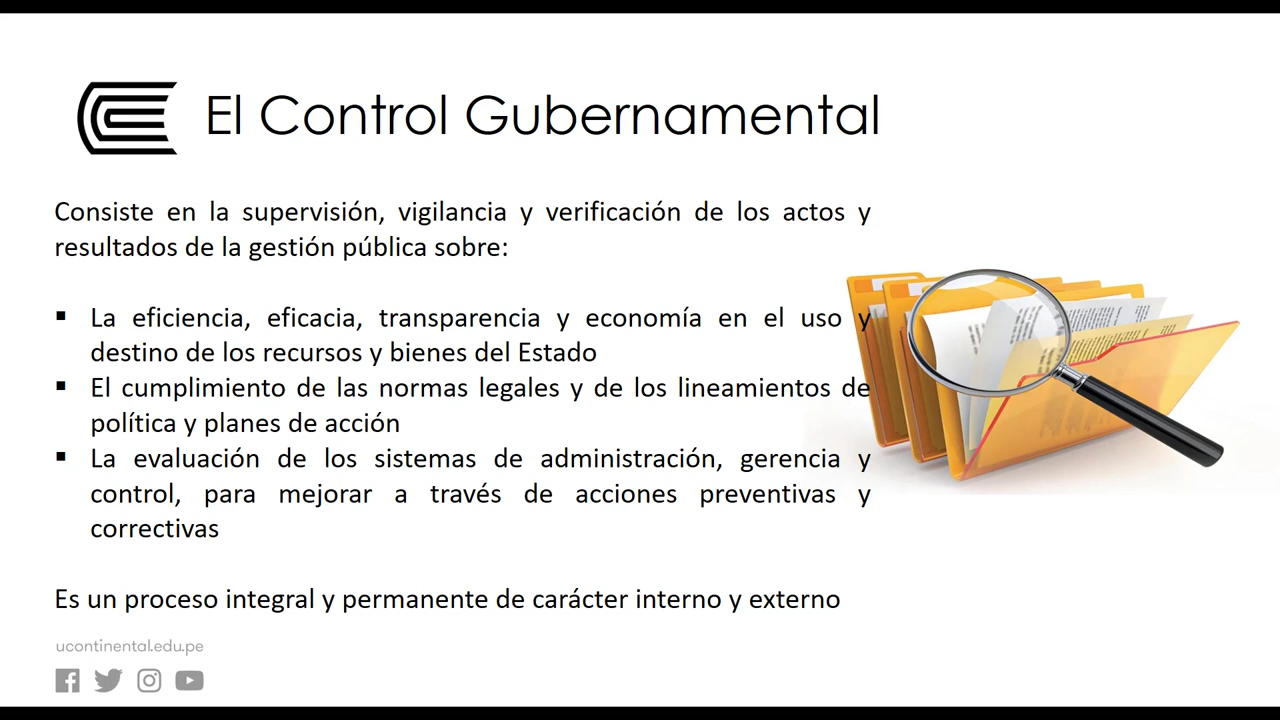 El Control Gubernamental
Consiste en la supervisión, vigilancia y verificación de los actos y
resultados de la gestión pública sobre:
▪ La eficiencia, eficacia, transparencia y economía en el uso y
destino de los recursos y bienes del Estado
▪ El cumplimiento de las normas legales y de los lineamientos de
política y planes de acción
▪ La evaluación de los sistemas de administración, gerencia y
control, para mejorar a través de acciones preventivas y
correctivas
Es un proceso integral y permanente de carácter interno y externo
ucontinental.edu.pe